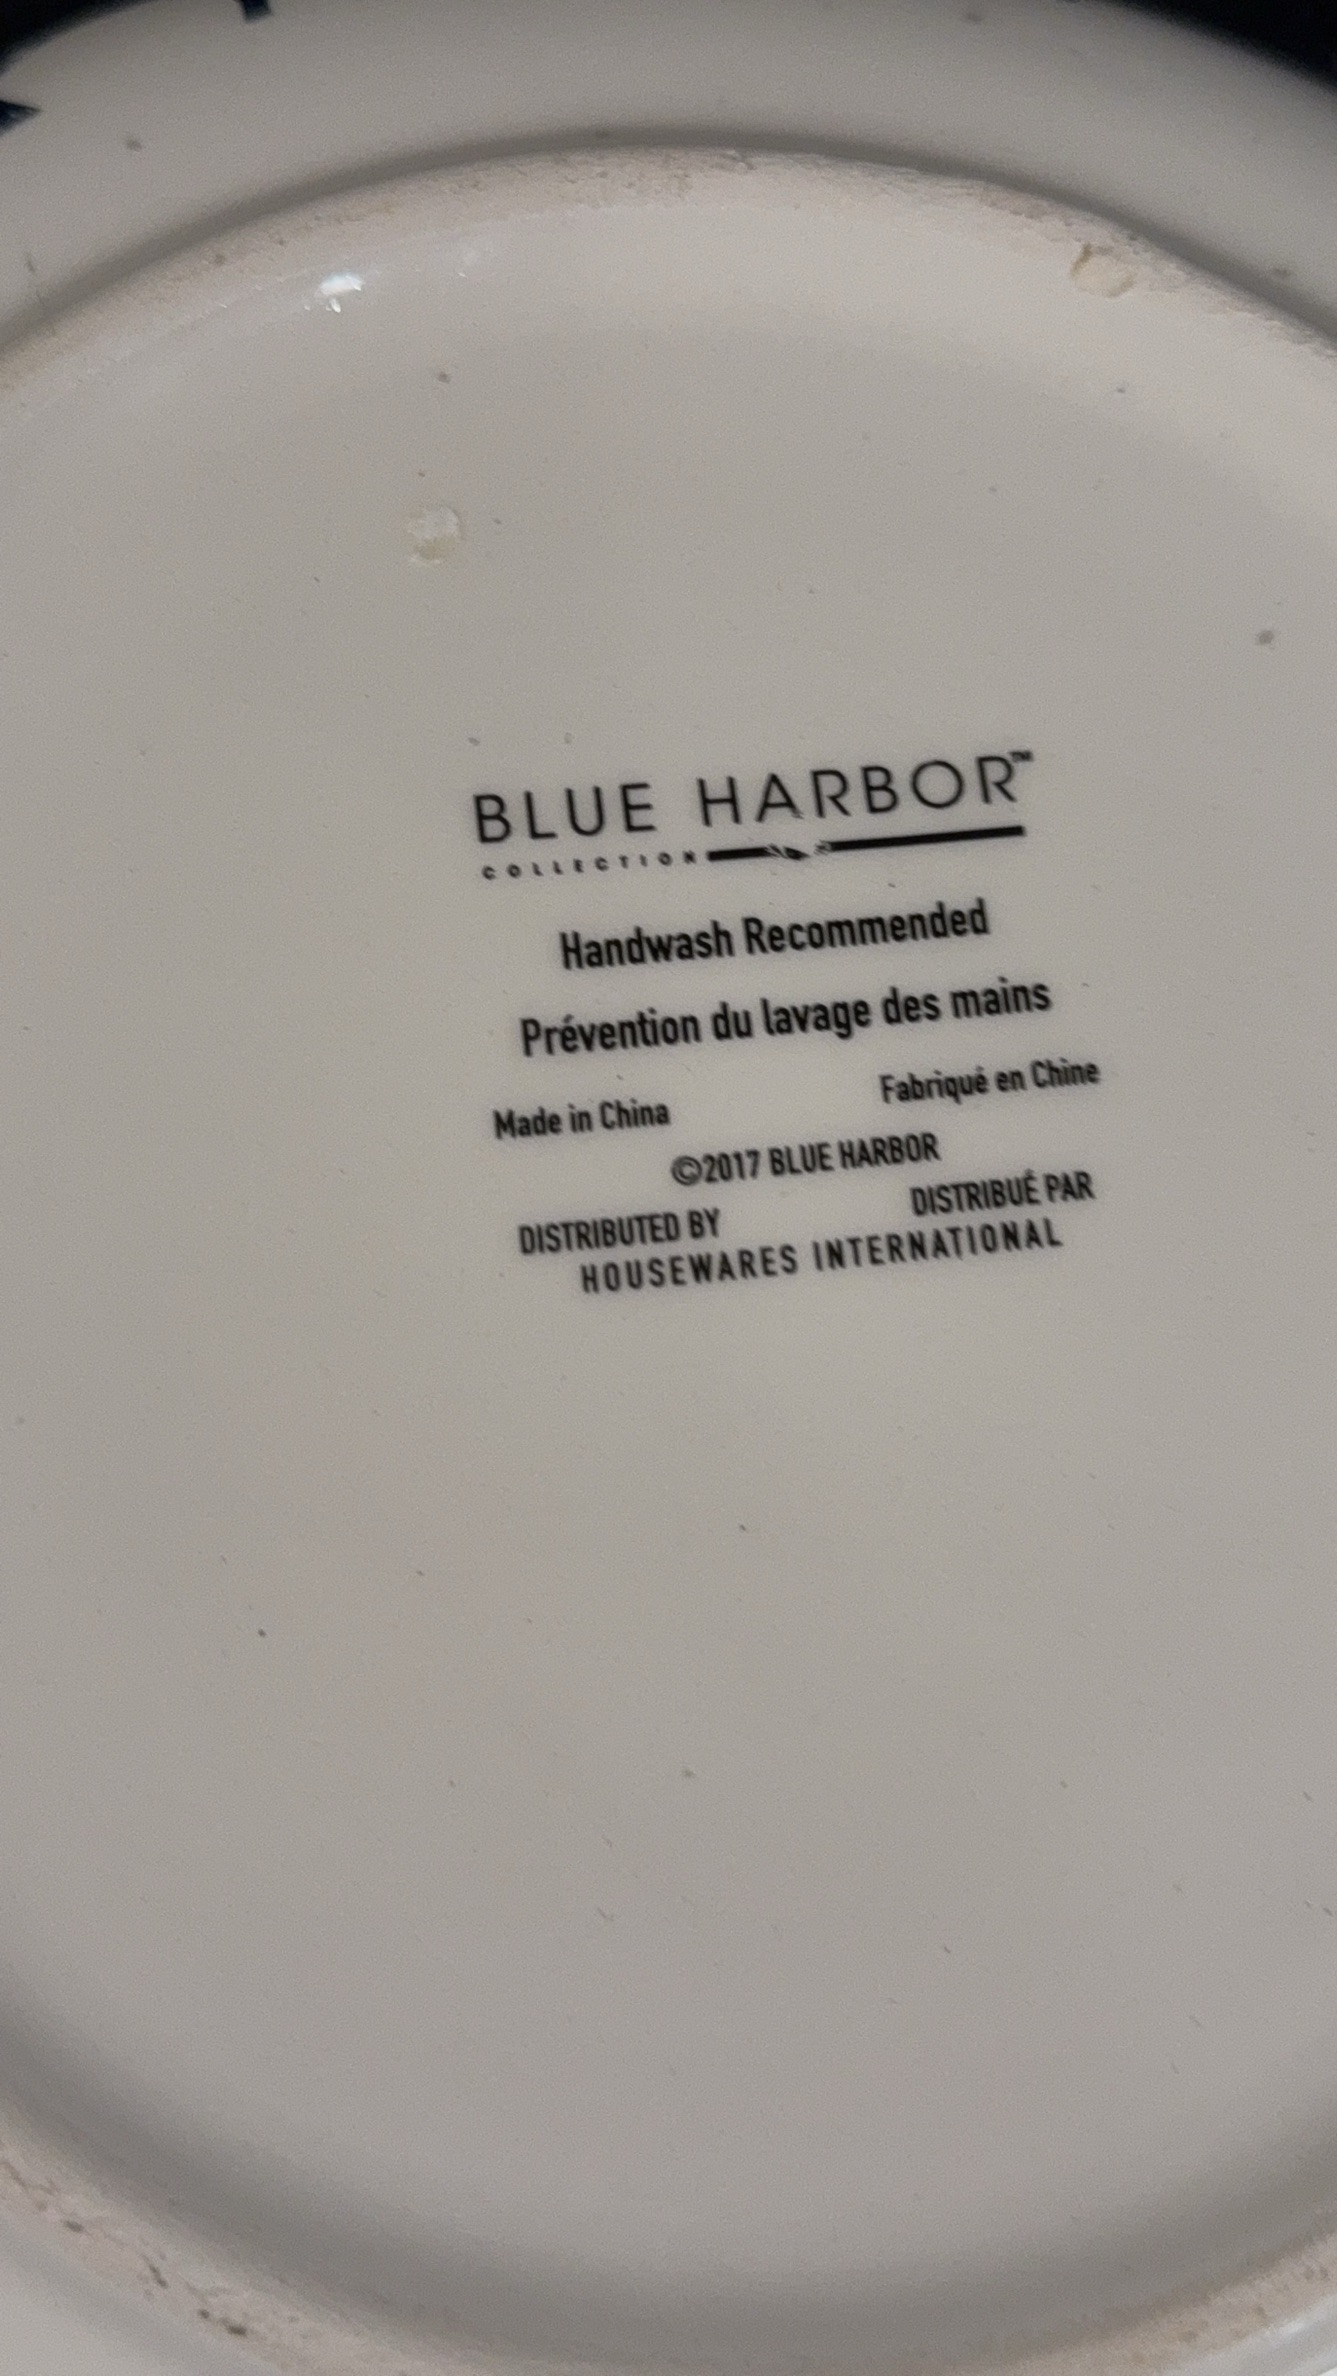 BLUE HARBOR™
COLLECTION
Handwash Recommended
Prévention du lavage des mains
Made in China Fabriqué en Chine
©2017 BLUE HARBOR
DISTRIBUTED BY DISTRIBUÉ PAR
HOUSEWARES INTERNATIONAL